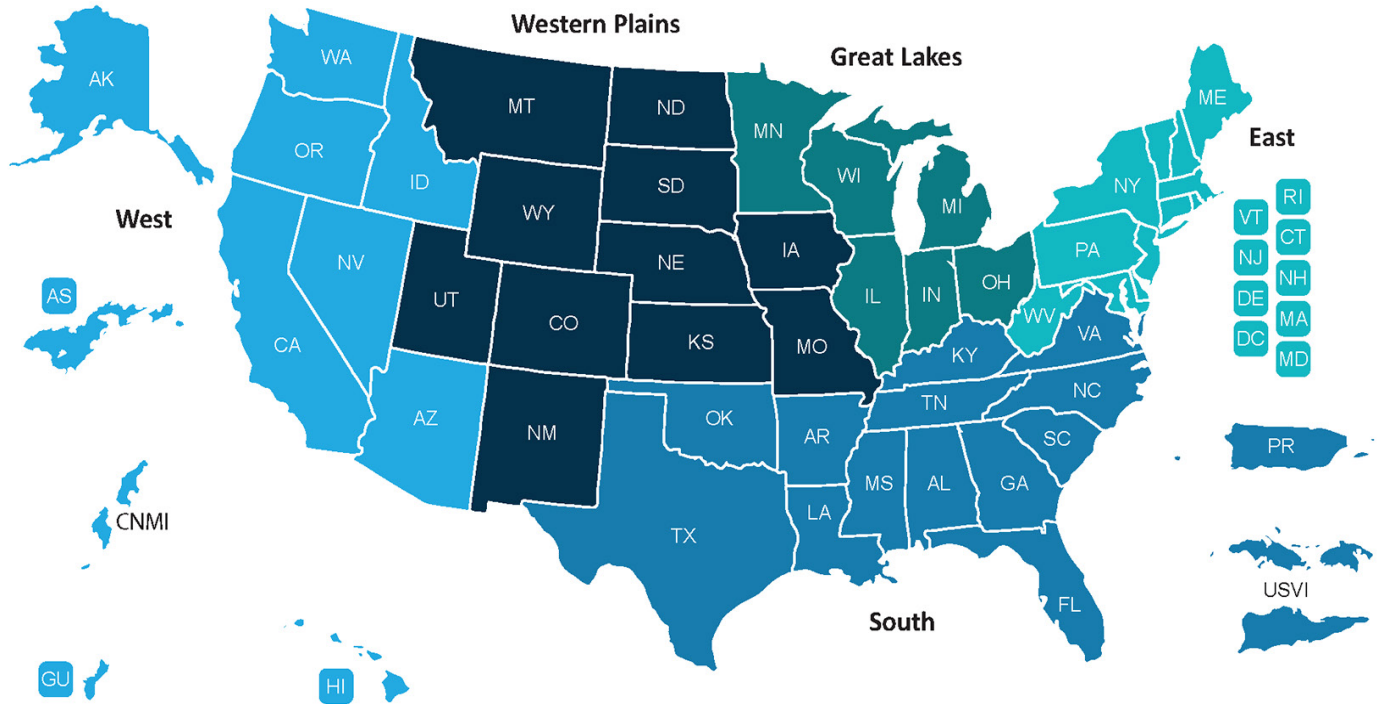 Western Plains
Great Lakes
East
West
South
AK
WA
OR
ID
MT
ND
SD
WY
NE
IA
MN
WI
MI
IL
IN
OH
ME
NY
PA
WV
VA
KY
TN
NC
SC
GA
AL
MS
LA
AR
OK
TX
FL
MO
KS
CO
UT
NM
AZ
NV
CA
VT
NJ
DE
DC
RI
CT
NH
MA
MD
AS
CNMI
GU
HI
PR
USVI